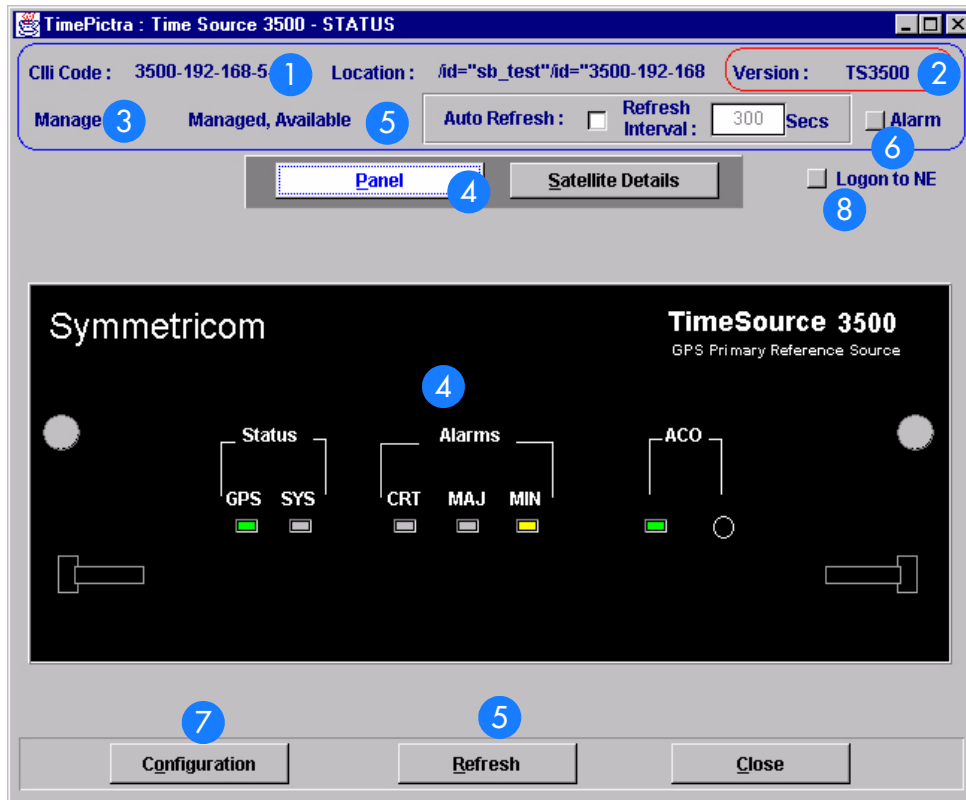 TimePictra : Time Source 3500 - STATUS
Clli Code : 3500-192-168-5 1 Location : /id="sb_test"/id="3500-192-168 Version : TS3500 2
Manage 3 Managed, Available 5 Auto Refresh : Refresh Interval : 300 Secs Alarm
6
Panel 4 Satellite Details Logon to NE
8
Symmetricom TimeSource 3500
GPS Primary Reference Source
4
Status Alarms ACO
GPS SYS CRT MAJ MIN
7 5
Configuration Refresh Close